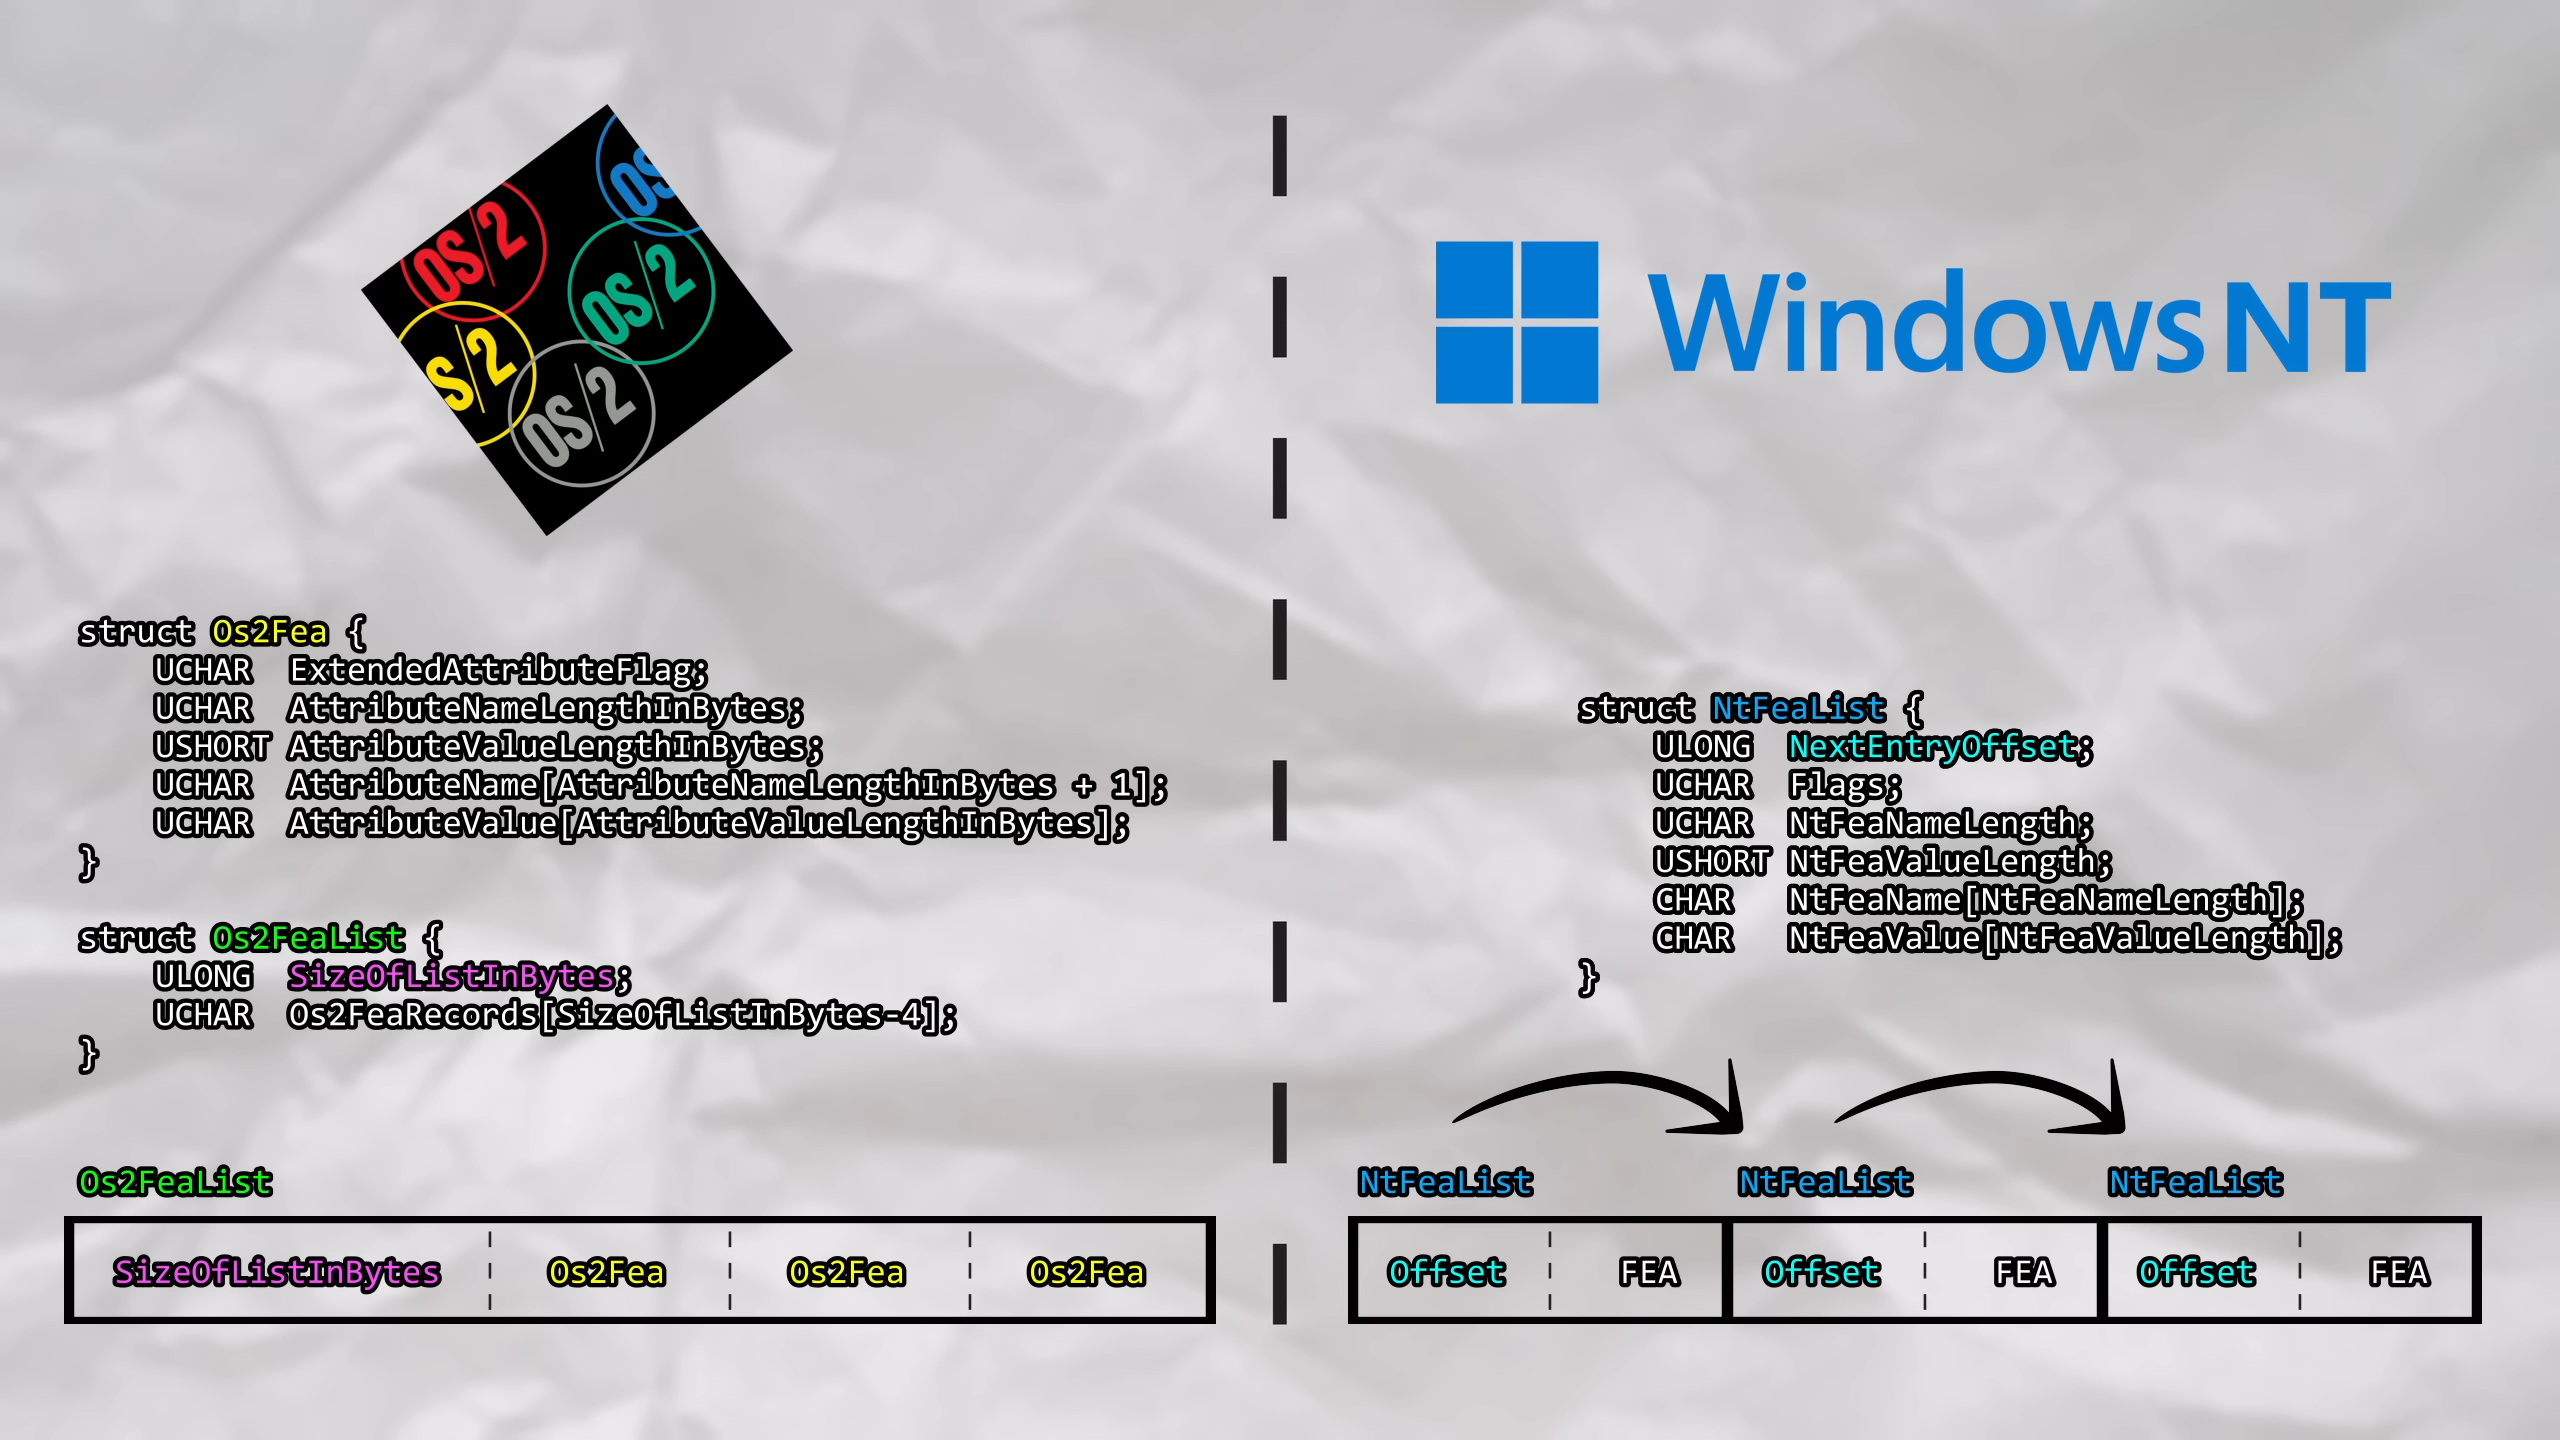 OS/2
OS
OS/2
S/2
OS/2
struct Os2Fea {
    UCHAR  ExtendedAttributeFlag;
    UCHAR  AttributeNameLengthInBytes;
    USHORT AttributeValueLengthInBytes;
    UCHAR  AttributeName[AttributeNameLengthInBytes + 1];
    UCHAR  AttributeValue[AttributeValueLengthInBytes];
}
struct Os2FeaList {
    ULONG  SizeOfListInBytes;
    UCHAR  Os2FeaRecords[SizeOfListInBytes-4];
}
Os2FeaList
SizeOfListInBytes Os2Fea Os2Fea Os2Fea
Windows NT
struct NtFeaList {
    ULONG  NextEntryOffset;
    UCHAR  Flags;
    UCHAR  NtFeaNameLength;
    USHORT NtFeaValueLength;
    CHAR   NtFeaName[NtFeaNameLength];
    CHAR   NtFeaValue[NtFeaValueLength];
}
NtFeaList NtFeaList NtFeaList
Offset FEA Offset FEA Offset FEA